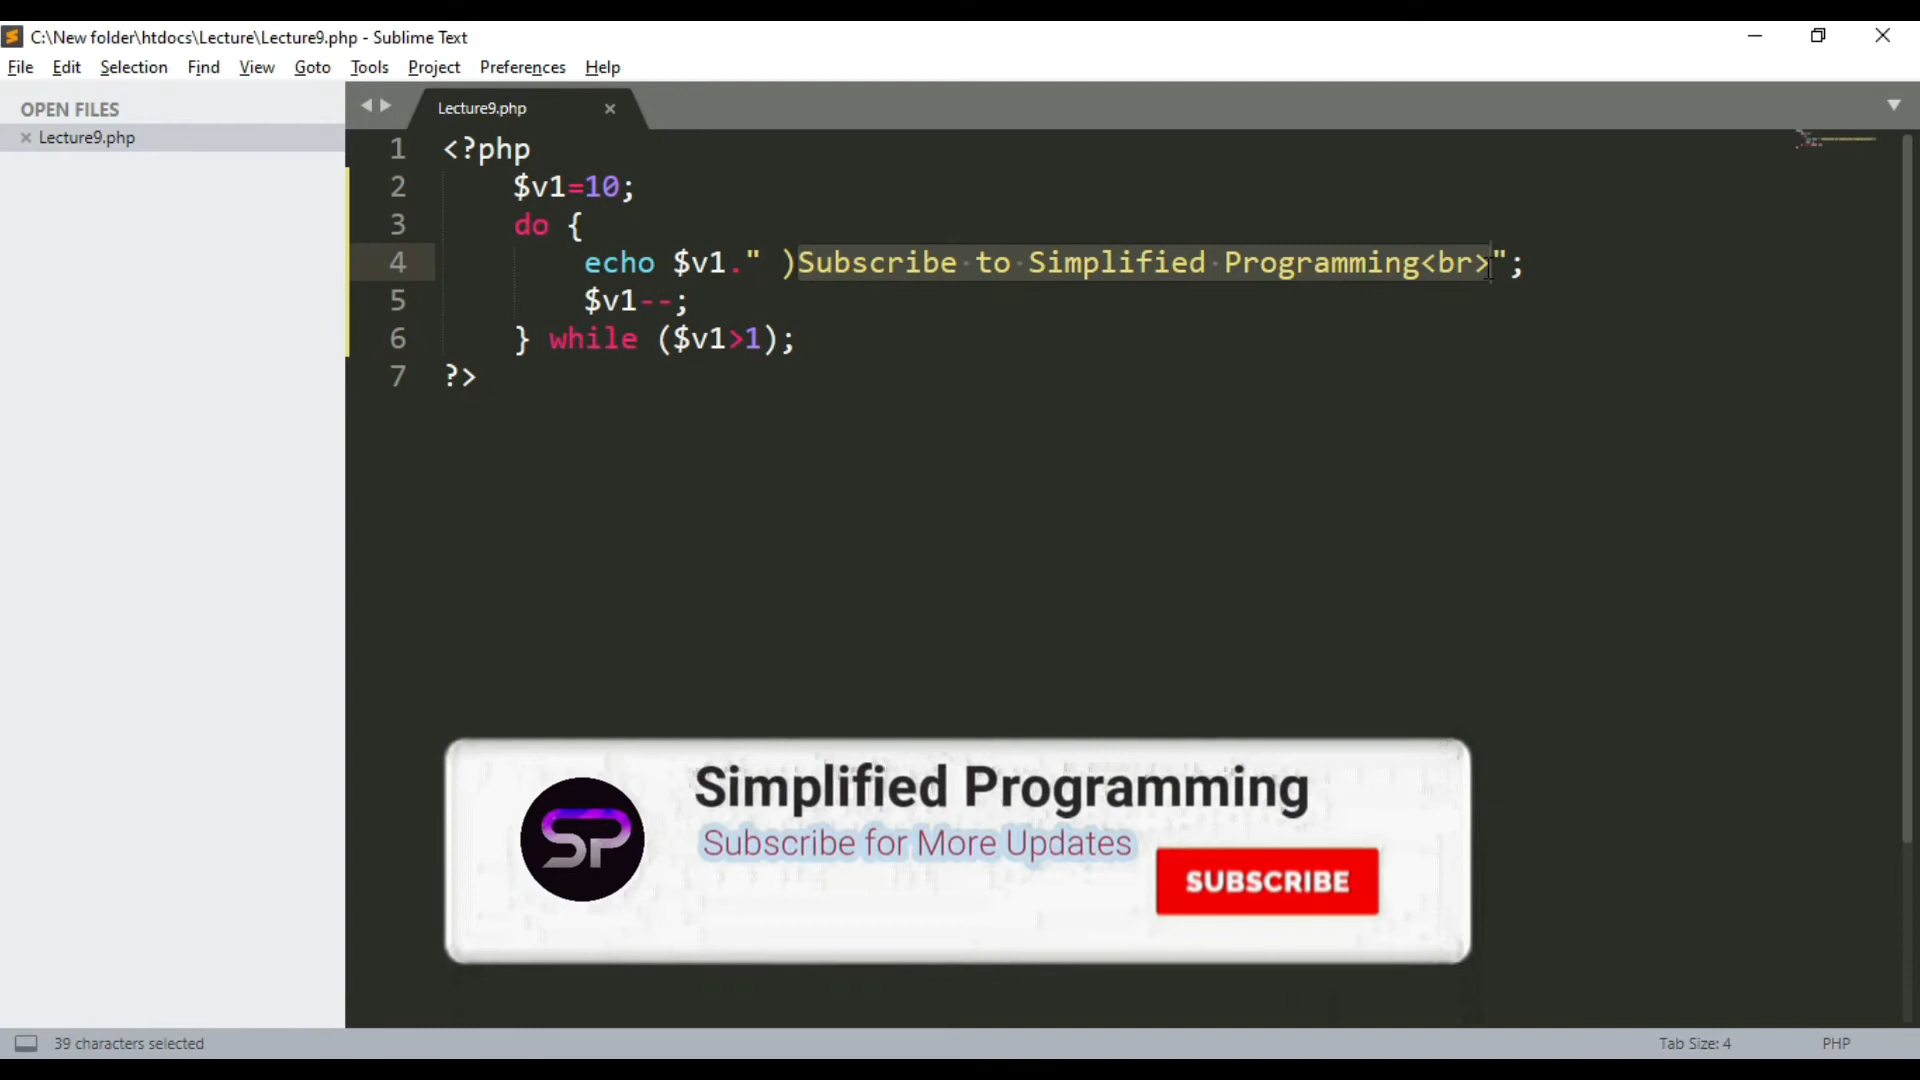 C:\New folder\htdocs\Lecture\Lecture9.php - Sublime Text
File Edit Selection Find View Goto Tools Project Preferences Help
OPEN FILES
Lecture9.php
Lecture9.php
1 <?php
2 $v1=10;
3 do {
4 echo $v1." )Subscribe to Simplified Programming<br>";
5 $v1--;
6 } while ($v1>1);
7 ?>
Simplified Programming
SP
Subscribe for More Updates
SUBSCRIBE
39 characters selected
Tab Size: 4
PHP